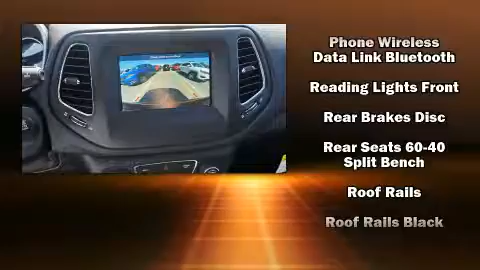 Phone Wireless
Data Link Bluetooth
Reading Lights Front
Rear Brakes Disc
Rear Seats 60-40
Split Bench
Roof Rails
Roof Rails Black